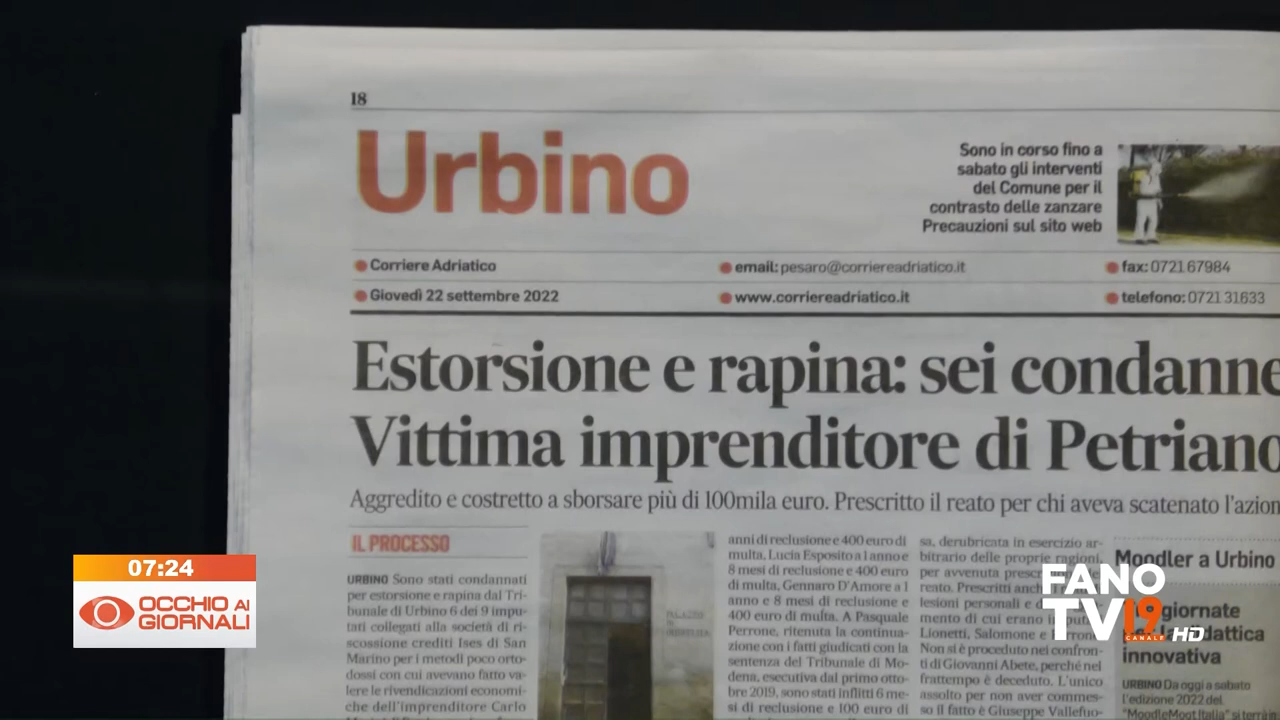 18
Urbino
Sono in corso fino a
sabato gli interventi
del Comune per il
contrasto delle zanzare
Precauzioni sul sito web
Corriere Adriatico
email: pesaro@corriereadriatico.it
fax: 0721 67984
Giovedì 22 settembre 2022
www.corriereadriatico.it
telefono: 0721 31633
Estorsione e rapina: sei condanne
Vittima imprenditore di Petriano
Aggredito e costretto a sborsare più di 100mila euro. Prescritto il reato per chi aveva scatenato l'azion
IL PROCESSO
URBINO Sono stati condannati
per estorsione e rapina dal Tri-
bunale di Urbino 6 dei 9 impu-
tati collegati alla società di ri-
scossione crediti Ises di San
Marino per i metodi poco orto-
dossi con cui avevano fatto va-
lere le rivendicazioni economi-
che dell'imprenditore Carlo
anni di reclusione e 400 euro di
multa, Lucia Esposito a 1 anno e
8 mesi di reclusione e 400 euro
di multa, Gennaro D'Amore a 1
anno e 8 mesi di reclusione e
400 euro di multa. A Pasquale
Perrone, ritenuta la continua-
zione con i fatti giudicati con la
sentenza del Tribunale di Mo-
dena, esecutiva dal primo otto-
bre 2019, sono stati inflitti 6 me-
si di reclusione e 100 euro di
sa, derubricata in esercizio ar-
bitrario delle proprie ragioni,
per avvenuta
reato. Prescritti
lesioni personali e
mento di cui erano
Lionetti, Salomone e
Non si è proceduto nei confron-
ti di Giovanni Abete, perché nel
frattempo è deceduto. L'unico
assolto per non aver commes-
so il fatto è Giuseppe Vallefuo-
Moodler a Urbino
giornate
innovativa
URBINO Da oggi a sabato
l'edizione 2022 del
"MoodleMoot Italia" si terrà
07:24
OCCHIO AI
GIORNALI
FANO
TV19
CANALE HD